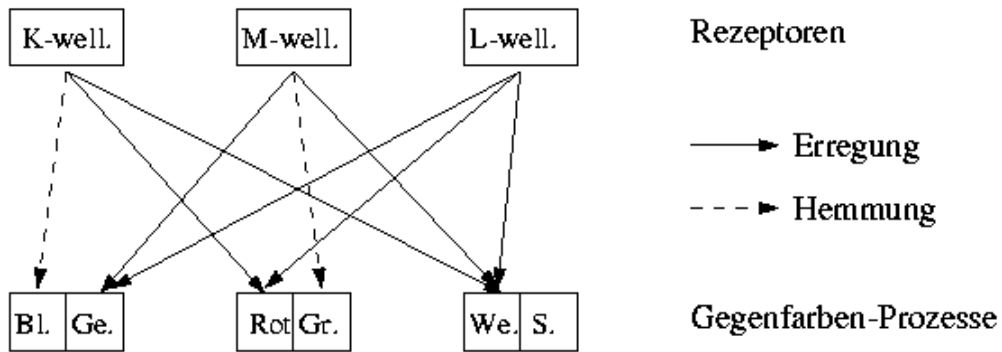 K-well. M-well. L-well. Rezeptoren
Erregung
Hemmung
Bl. Ge. Rot Gr. We. S. Gegenfarben-Prozesse